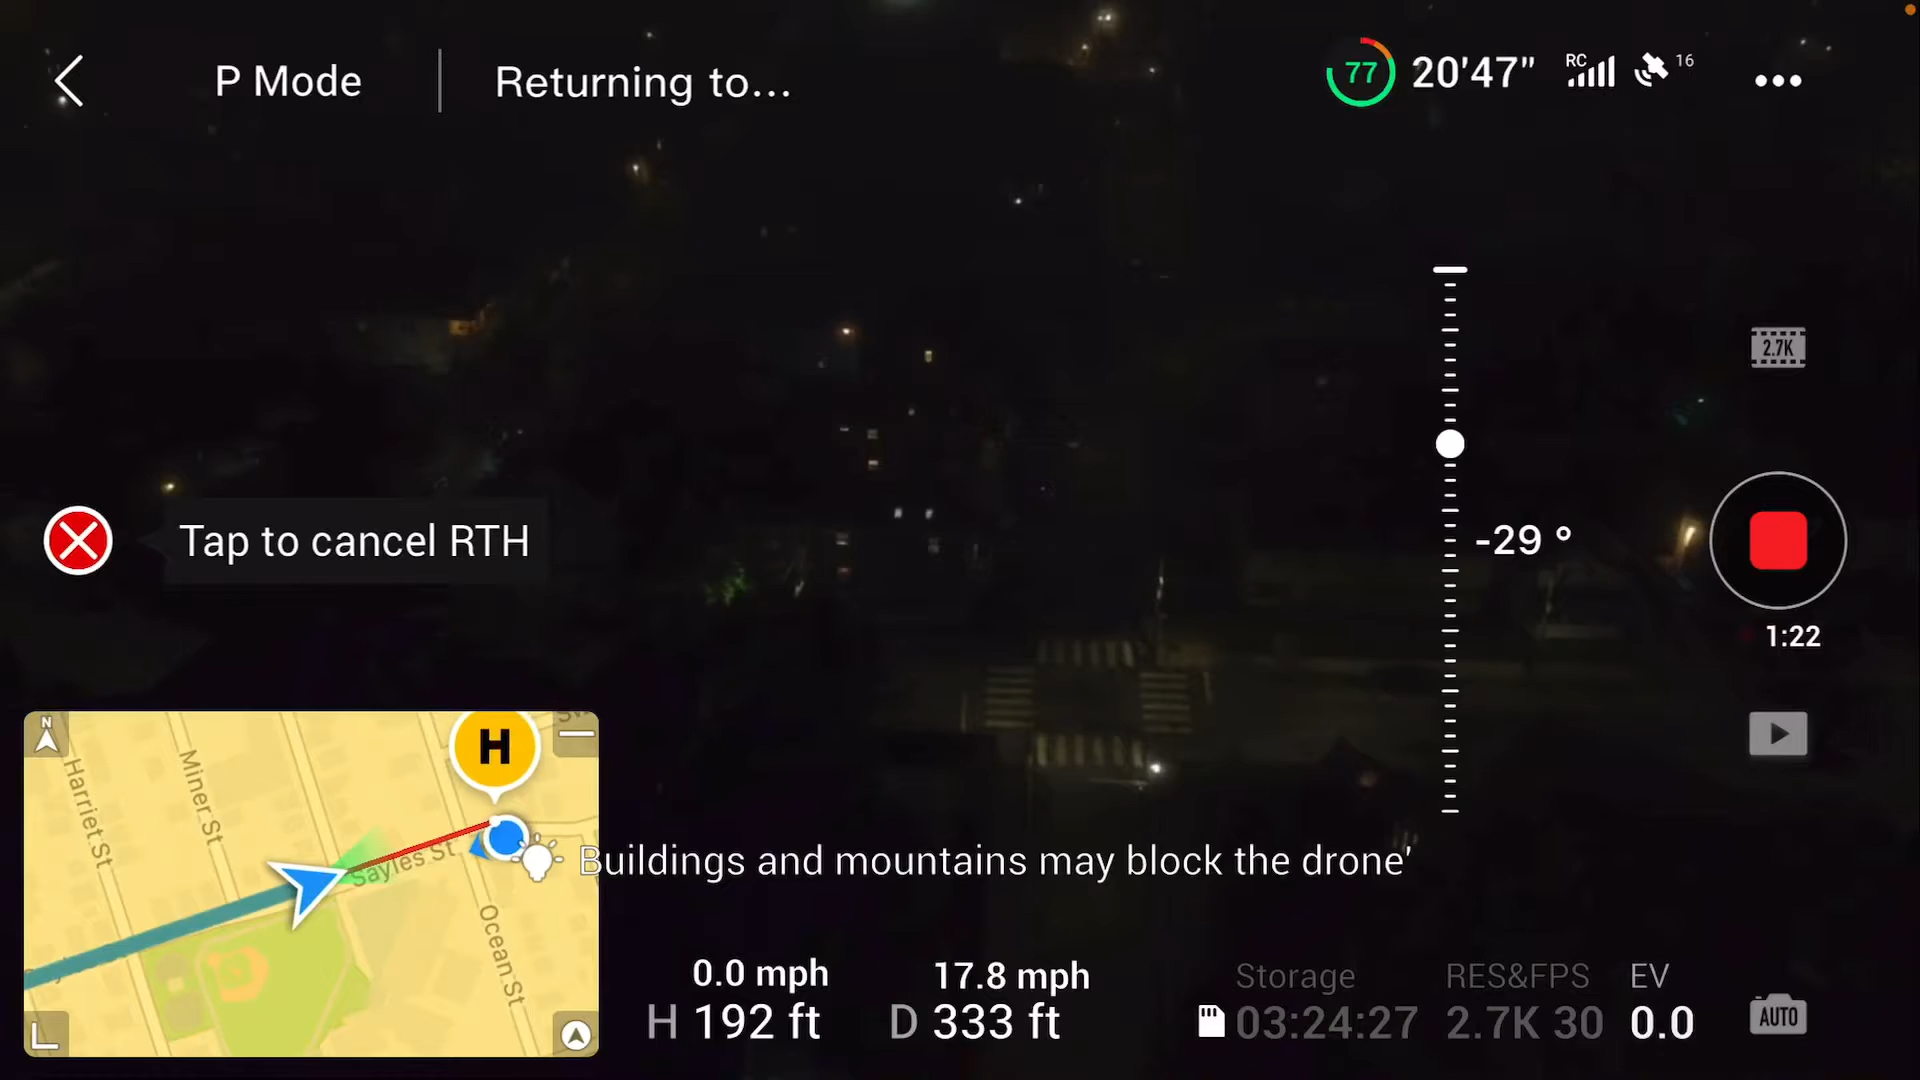 P Mode
Returning to...
77
20'47"
RC
16
2.7K
Tap to cancel RTH
-29 °
1:22
N
H
Harriet St
Miner St
Sayles St
Ocean St
Buildings and mountains may block the drone'
0.0 mph
17.8 mph
H 192 ft
D 333 ft
Storage
03:24:27
RES&FPS
2.7K 30
EV
0.0
AUTO